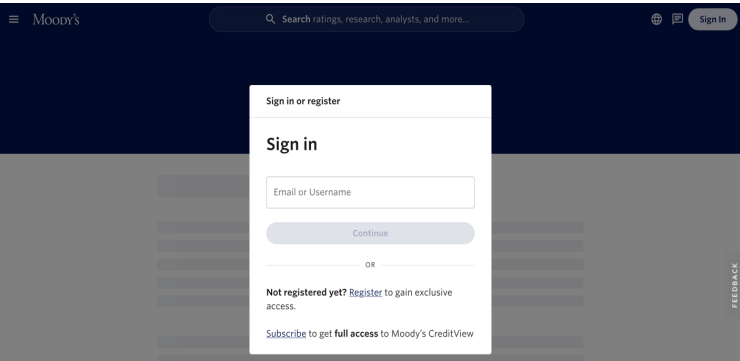 Moody's
Search ratings, research, analysts, and more...
Sign In
Sign in or register
Sign in
Email or Username
Continue
OR
Not registered yet? Register to gain exclusive
access.
Subscribe to get full access to Moody's CreditView
FEEDBACK